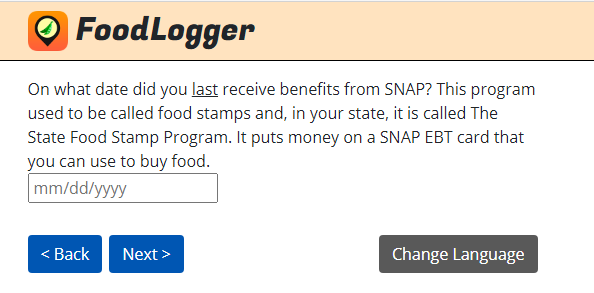 FoodLogger
On what date did you last receive benefits from SNAP? This program
used to be called food stamps and, in your state, it is called The
State Food Stamp Program. It puts money on a SNAP EBT card that
you can use to buy food.
mm/dd/yyyy
< Back Next > Change Language